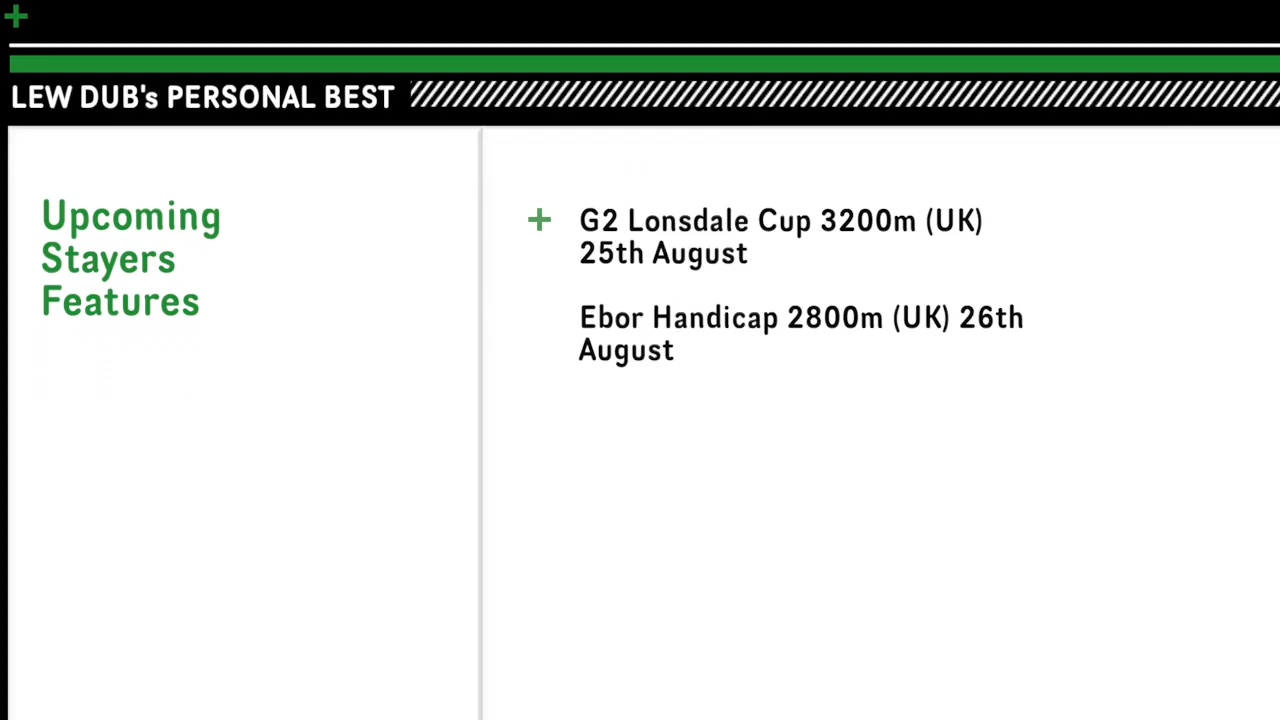 LEW DUB's PERSONAL BEST
Upcoming
Stayers
Features
G2 Lonsdale Cup 3200m (UK)
25th August
Ebor Handicap 2800m (UK) 26th
August